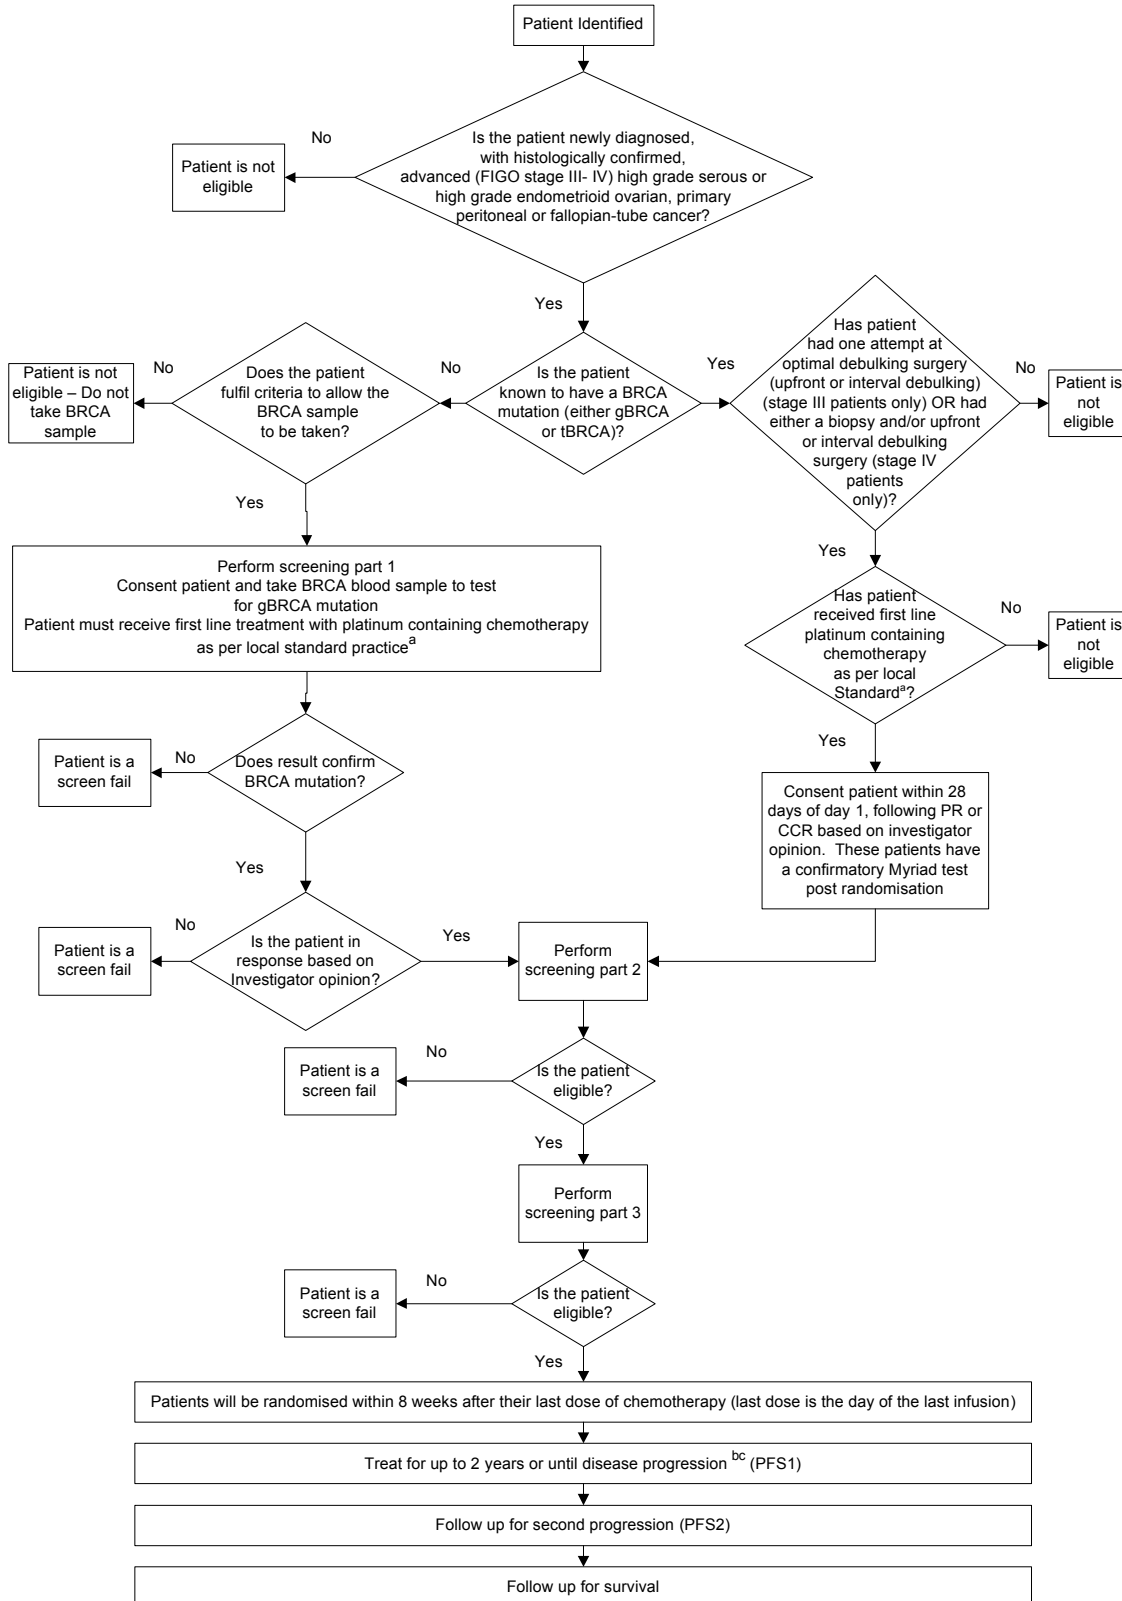 Patient Identified
Is the patient newly diagnosed,
with histologically confirmed,
advanced (FIGO stage III- IV) high grade serous or
high grade endometrioid ovarian, primary
peritoneal or fallopian-tube cancer?
No
Patient is not
eligible
Yes
Is the patient
known to have a BRCA
mutation (either gBRCA
or tBRCA)?
No
Does the patient
fulfil criteria to allow the
BRCA sample
to be taken?
No
Patient is not
eligible – Do not
take BRCA
sample
Yes
Has patient
had one attempt at
optimal debulking surgery
(upfront or interval debulking)
(stage III patients only) OR had
either a biopsy and/or upfront
or interval debulking
surgery (stage IV
patients
only)?
No
Patient is
not
eligible
Yes
Perform screening part 1
Consent patient and take BRCA blood sample to test
for gBRCA mutation
Patient must receive first line treatment with platinum containing chemotherapy
as per local standard practice a
Yes
Has patient
received first line
platinum containing
chemotherapy
as per local
Standard a ?
No
Patient is
not
eligible
Does result confirm
BRCA mutation?
No
Patient is a
screen fail
Yes
Yes
Consent patient within 28
days of day 1, following PR or
CCR based on investigator
opinion. These patients have
a confirmatory Myriad test
post randomisation
Is the patient in
response based on
Investigator opinion?
No
Patient is a
screen fail
Yes
Perform
screening part 2
Is the patient
eligible?
No
Patient is a
screen fail
Yes
Perform
screening part 3
Is the patient
eligible?
No
Patient is a
screen fail
Yes
Patients will be randomised within 8 weeks after their last dose of chemotherapy (last dose is the day of the last infusion)
Treat for up to 2 years or until disease progression bc (PFS1)
Follow up for second progression (PFS2)
Follow up for survival